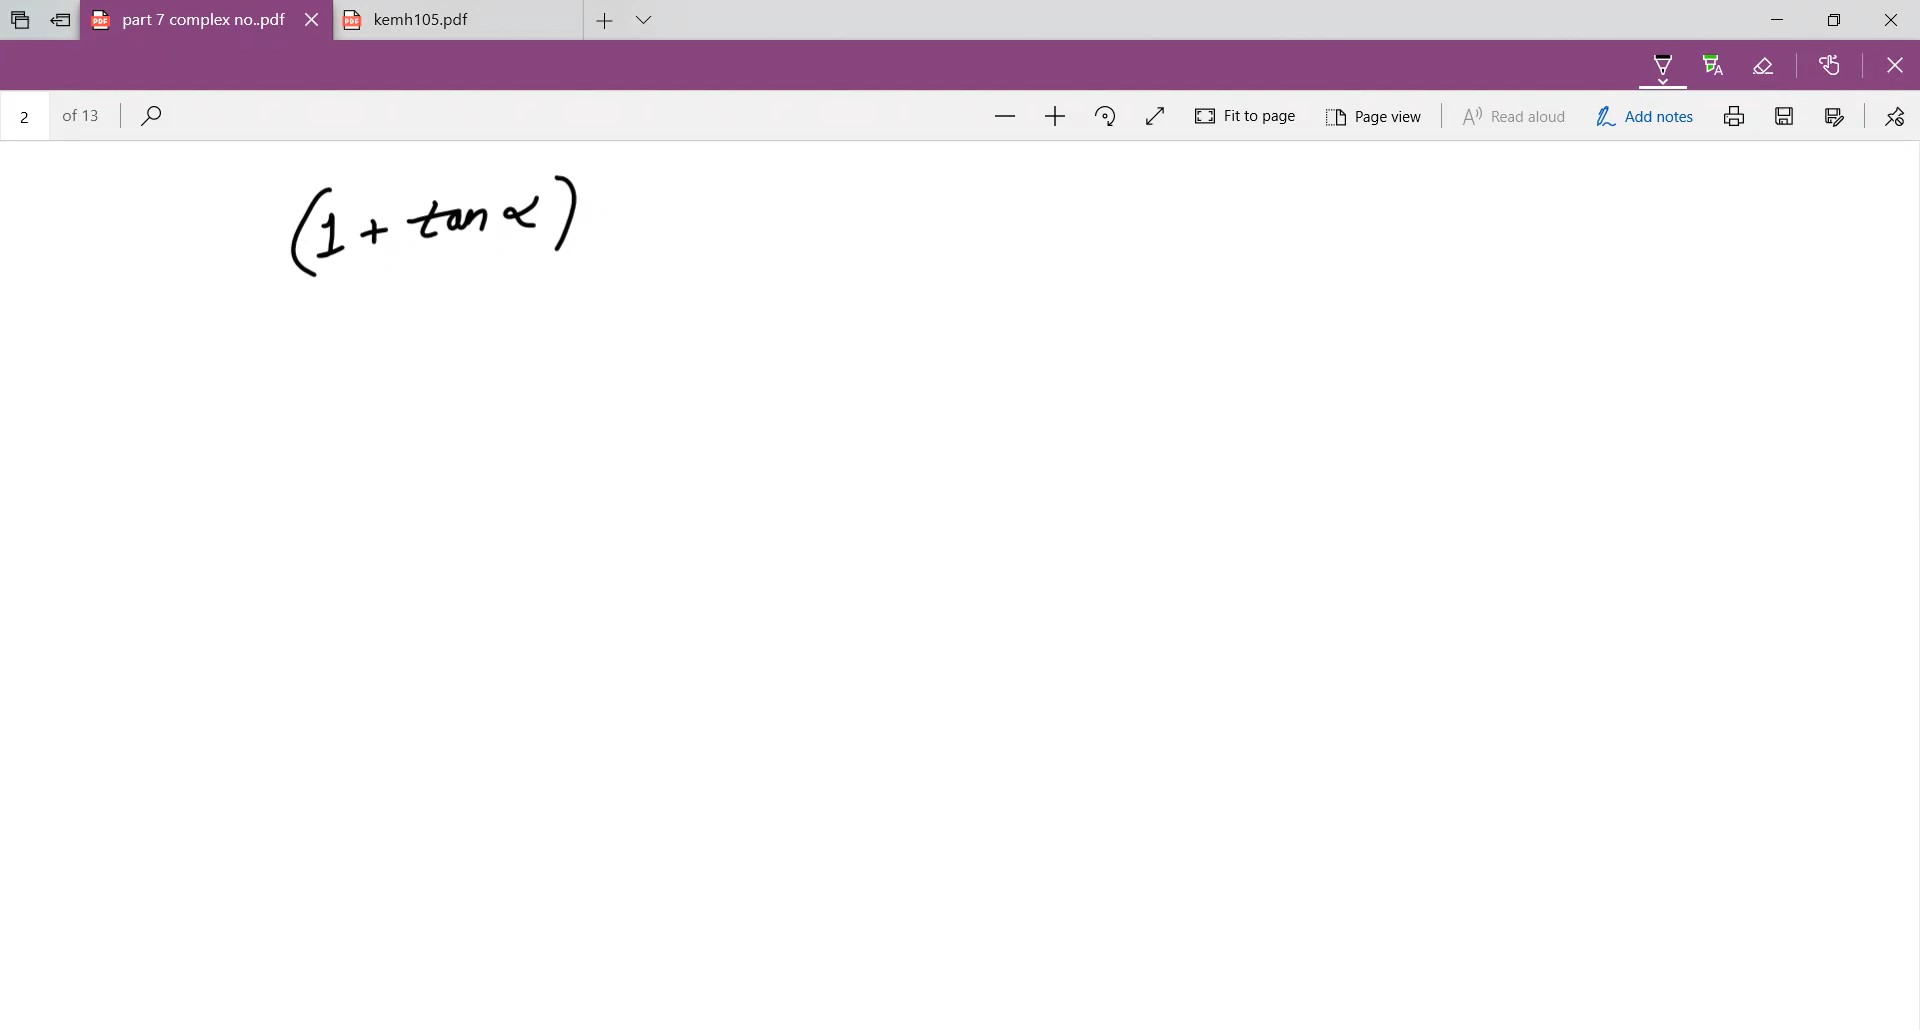 part 7 complex no..pdf kemh105.pdf
2 of 13 Fit to page Page view Read aloud Add notes
(1 + tan α)